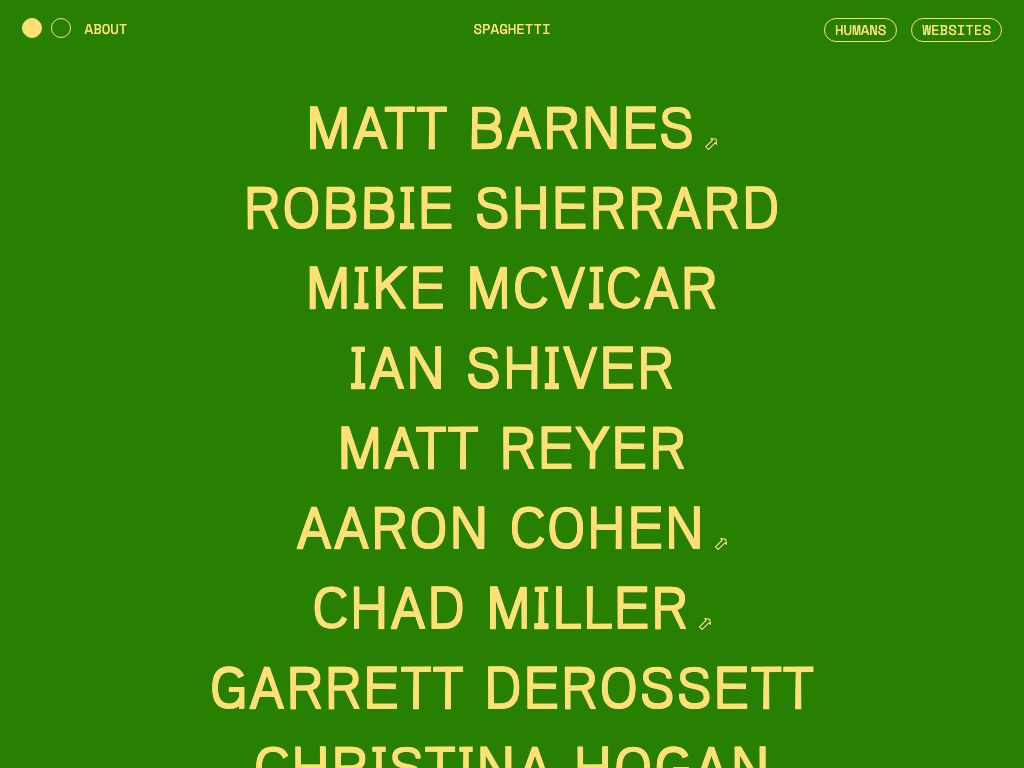 ABOUT
SPAGHETTI
HUMANS
WEBSITES
MATT BARNES
ROBBIE SHERRARD
MIKE MCVICAR
IAN SHIVER
MATT REYER
AARON COHEN
CHAD MILLER
GARRETT DEROSSETT
CHRISTINA HOGAN